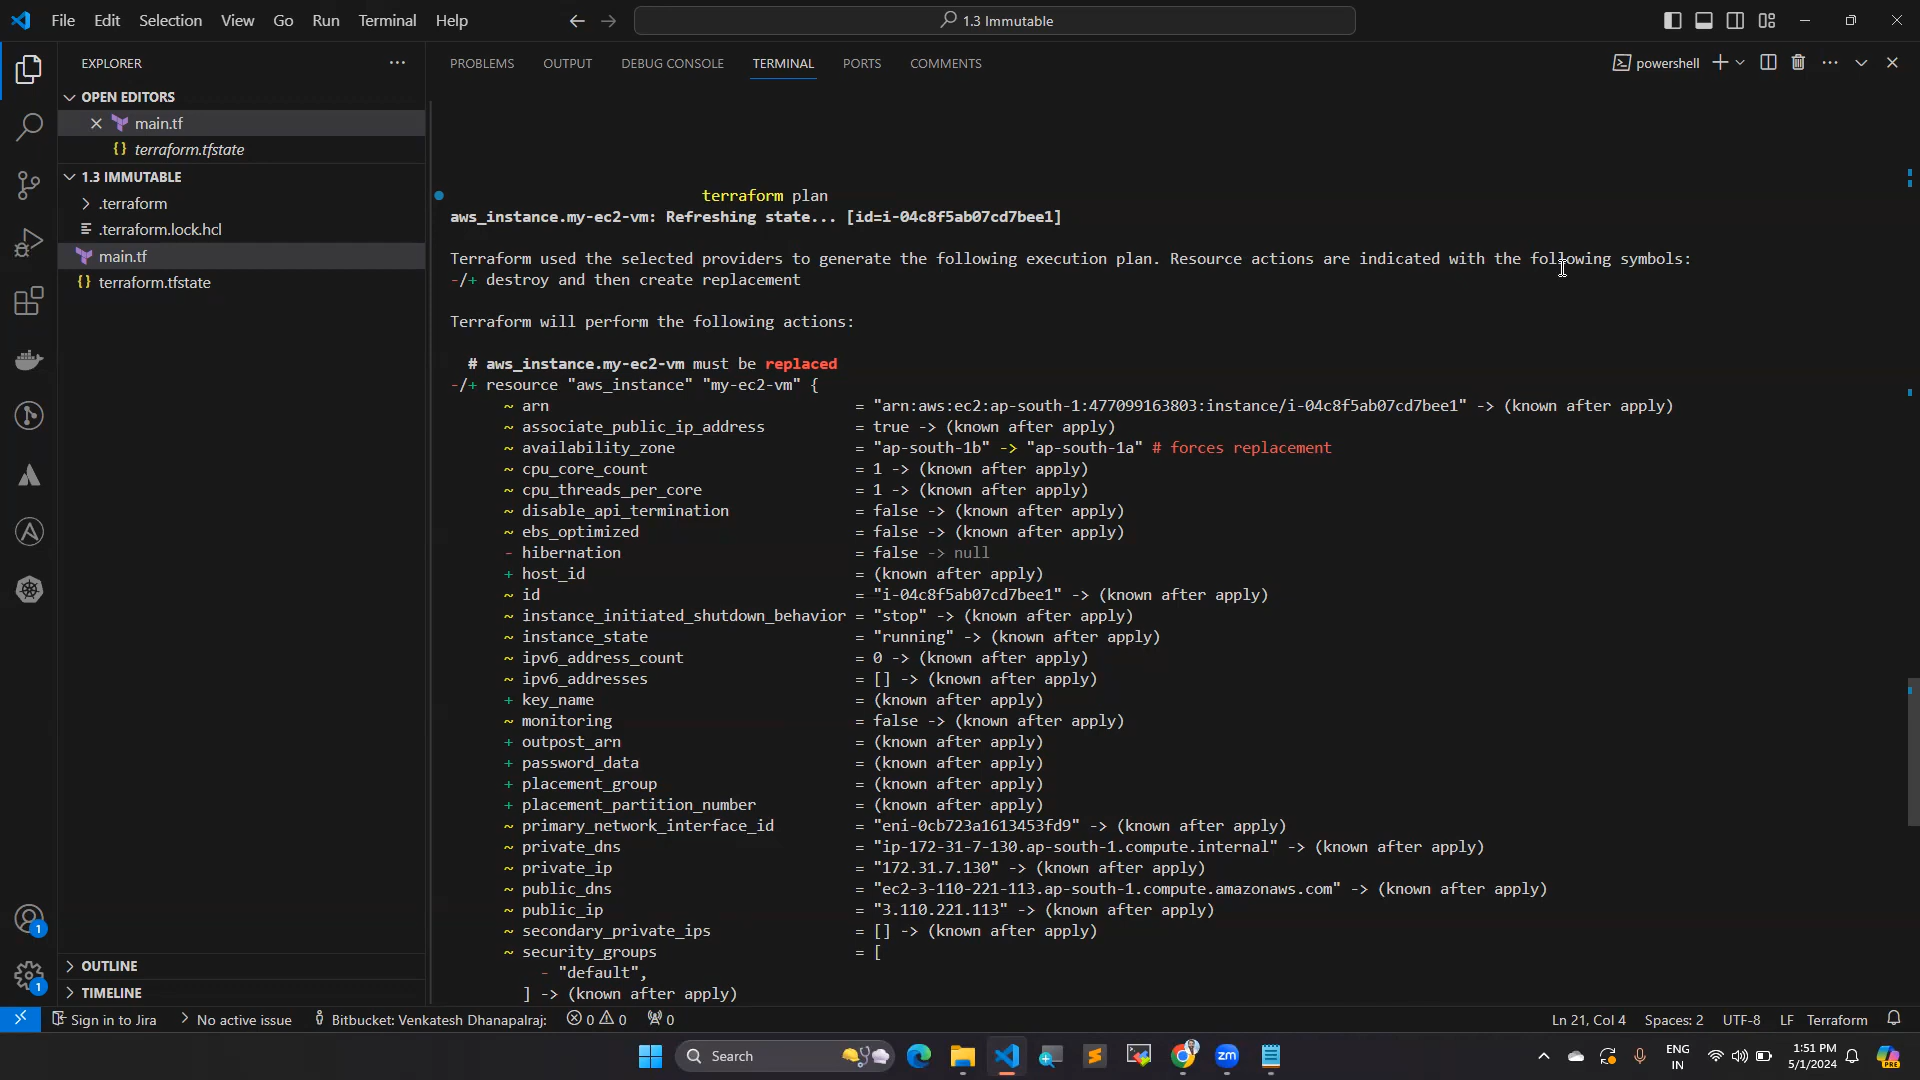 File Edit Selection View Go Run Terminal Help
1.3 Immutable
EXPLORER
OPEN EDITORS
main.tf
{} terraform.tfstate
1.3 IMMUTABLE
.terraform
.terraform.lock.hcl
main.tf
{} terraform.tfstate
OUTLINE
TIMELINE
PROBLEMS OUTPUT DEBUG CONSOLE TERMINAL PORTS COMMENTS
powershell
terraform plan
aws_instance.my-ec2-vm: Refreshing state... [id=i-04c8f5ab07cd7bee1]
Terraform used the selected providers to generate the following execution plan. Resource actions are indicated with the following symbols:
-/+ destroy and then create replacement
Terraform will perform the following actions:
# aws_instance.my-ec2-vm must be replaced
-/+ resource "aws_instance" "my-ec2-vm" {
~ arn = "arn:aws:ec2:ap-south-1:477099163803:instance/i-04c8f5ab07cd7bee1" -> (known after apply)
~ associate_public_ip_address = true -> (known after apply)
~ availability_zone = "ap-south-1b" -> "ap-south-1a" # forces replacement
~ cpu_core_count = 1 -> (known after apply)
~ cpu_threads_per_core = 1 -> (known after apply)
~ disable_api_termination = false -> (known after apply)
~ ebs_optimized = false -> (known after apply)
- hibernation = false -> null
+ host_id = (known after apply)
~ id = "i-04c8f5ab07cd7bee1" -> (known after apply)
~ instance_initiated_shutdown_behavior = "stop" -> (known after apply)
~ instance_state = "running" -> (known after apply)
~ ipv6_address_count = 0 -> (known after apply)
~ ipv6_addresses = [] -> (known after apply)
+ key_name = (known after apply)
~ monitoring = false -> (known after apply)
+ outpost_arn = (known after apply)
+ password_data = (known after apply)
+ placement_group = (known after apply)
+ placement_partition_number = (known after apply)
~ primary_network_interface_id = "eni-0cb723a1613453fd9" -> (known after apply)
~ private_dns = "ip-172-31-7-130.ap-south-1.compute.internal" -> (known after apply)
~ private_ip = "172.31.7.130" -> (known after apply)
~ public_dns = "ec2-3-110-221-113.ap-south-1.compute.amazonaws.com" -> (known after apply)
~ public_ip = "3.110.221.113" -> (known after apply)
~ secondary_private_ips = [] -> (known after apply)
~ security_groups = [
- "default",
] -> (known after apply)
1
1
Sign in to Jira No active issue Bitbucket: Venkatesh Dhanapalraj: 0 0 0 Ln 21, Col 4 Spaces: 2 UTF-8 LF Terraform
Search
ENG
IN
1:51 PM
5/1/2024